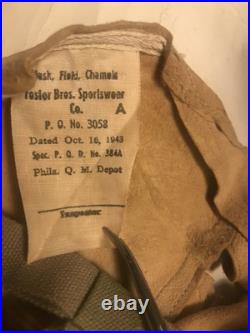 Mask, Field, Chamois
Foster Bros. Sportswear
Co. A
P. O. No. 3058
Dated Oct. 16, 1943
Spec. P. Q. D. No. 384A
Phila. Q. M. Depot
Inspector